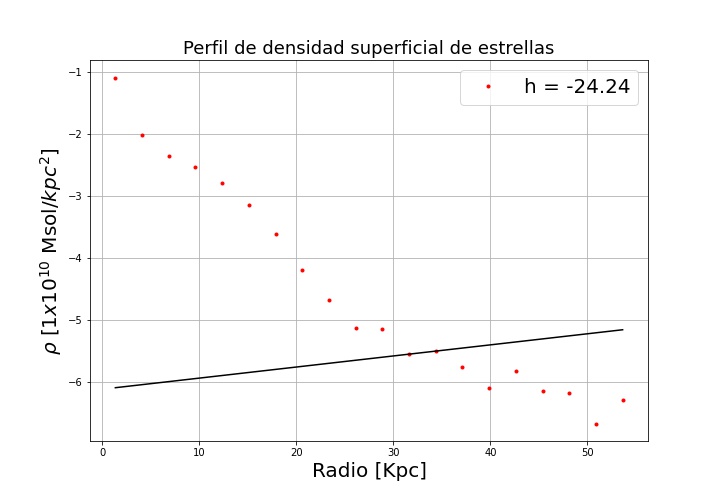 Perfil de densidad superficial de estrellas
h = -24.24
ρ [1x10¹⁰ Msol/kpc²]
−1
−2
−3
−4
−5
−6
0 10 20 30 40 50
Radio [Kpc]